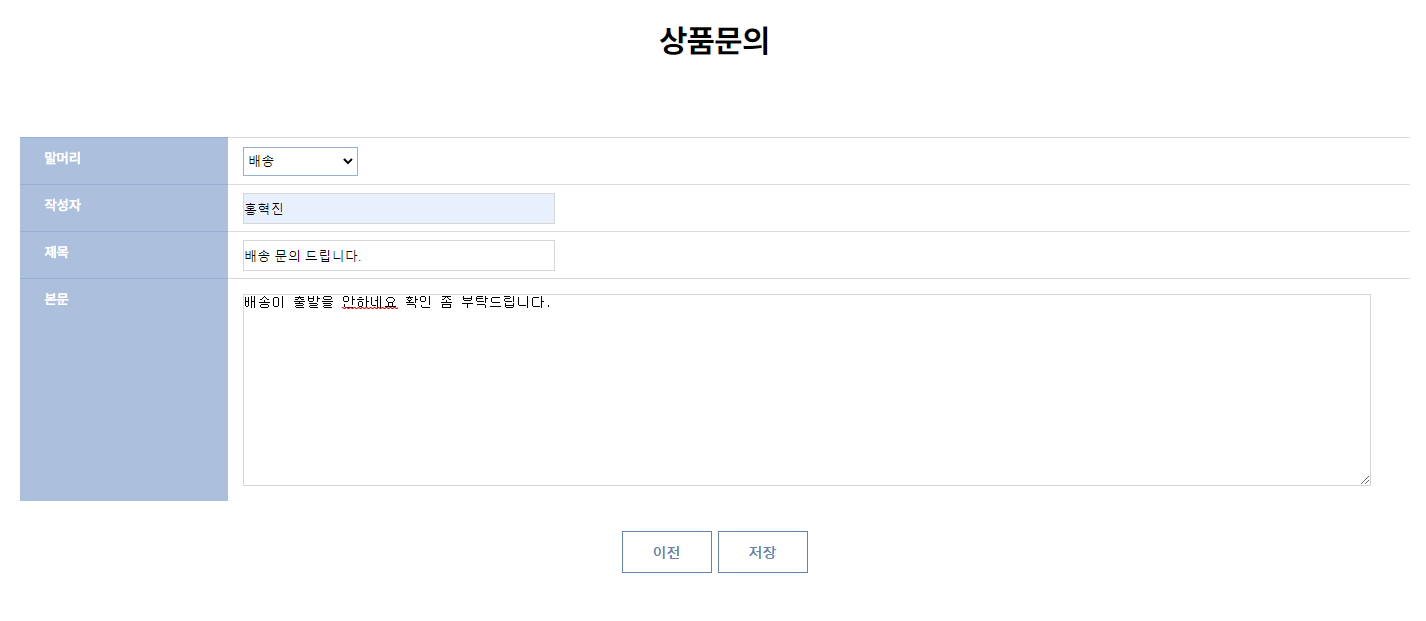 상품문의
말머리 배송
작성자 홍혁진
제목 배송 문의 드립니다.
본문 배송이 출발을 안하네요 확인 좀 부탁드립니다.
이전 저장